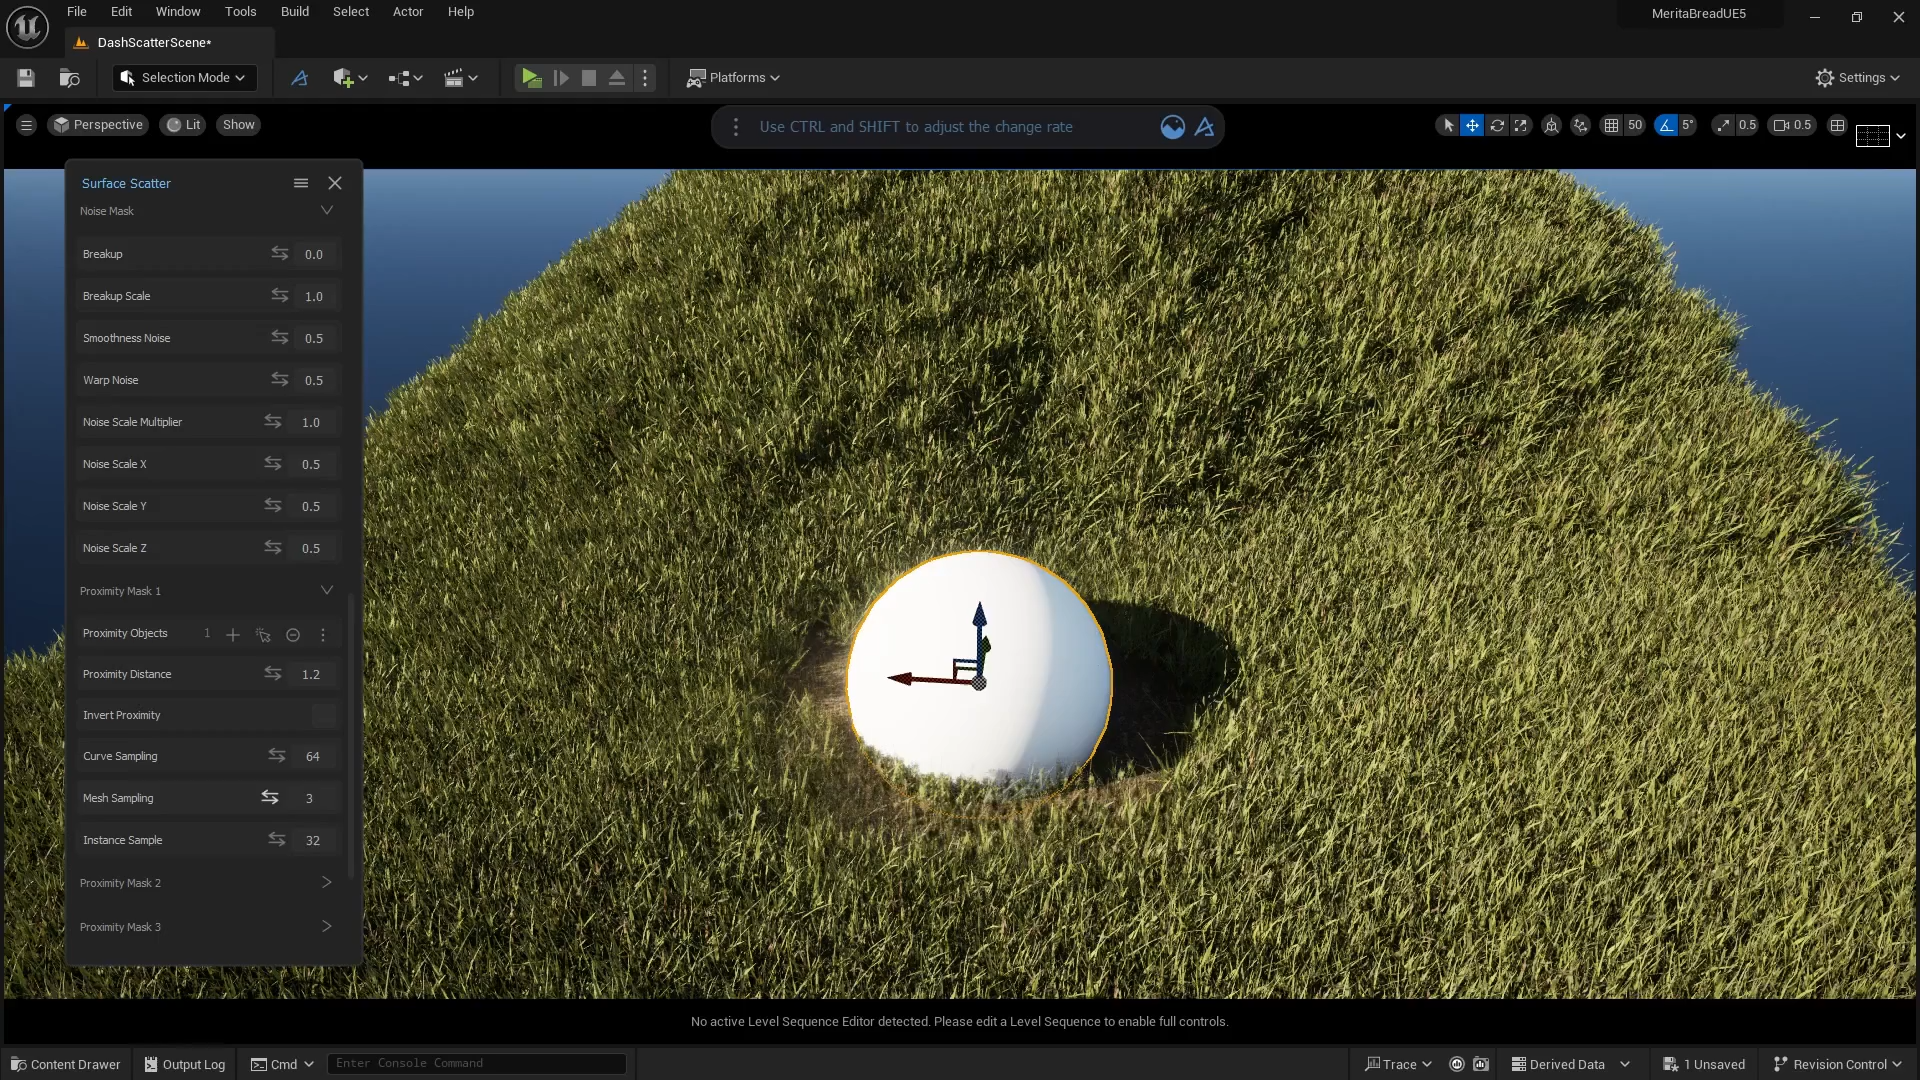 File Edit Window Tools Build Select Actor Help
MeritaBreadUE5
DashScatterScene*
Selection Mode
Platforms
Settings
Perspective
Lit
Show
Use CTRL and SHIFT to adjust the change rate
50
5°
0.5
0.5
Surface Scatter
Noise Mask
Breakup 0.0
Breakup Scale 1.0
Smoothness Noise 0.5
Warp Noise 0.5
Noise Scale Multiplier 1.0
Noise Scale X 0.5
Noise Scale Y 0.5
Noise Scale Z 0.5
Proximity Mask 1
Proximity Objects 1
Proximity Distance 1.2
Invert Proximity
Curve Sampling 64
Mesh Sampling 3
Instance Sample 32
Proximity Mask 2
Proximity Mask 3
No active Level Sequence Editor detected. Please edit a Level Sequence to enable full controls.
Content Drawer
Output Log
Cmd
Enter Console Command
Trace
Derived Data
1 Unsaved
Revision Control